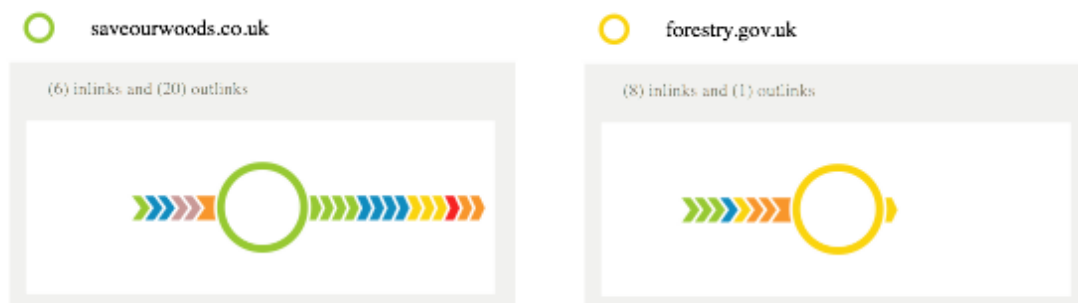 saveourwoods.co.uk
(6) inlinks and (20) outlinks
forestry.gov.uk
(8) inlinks and (1) outlinks